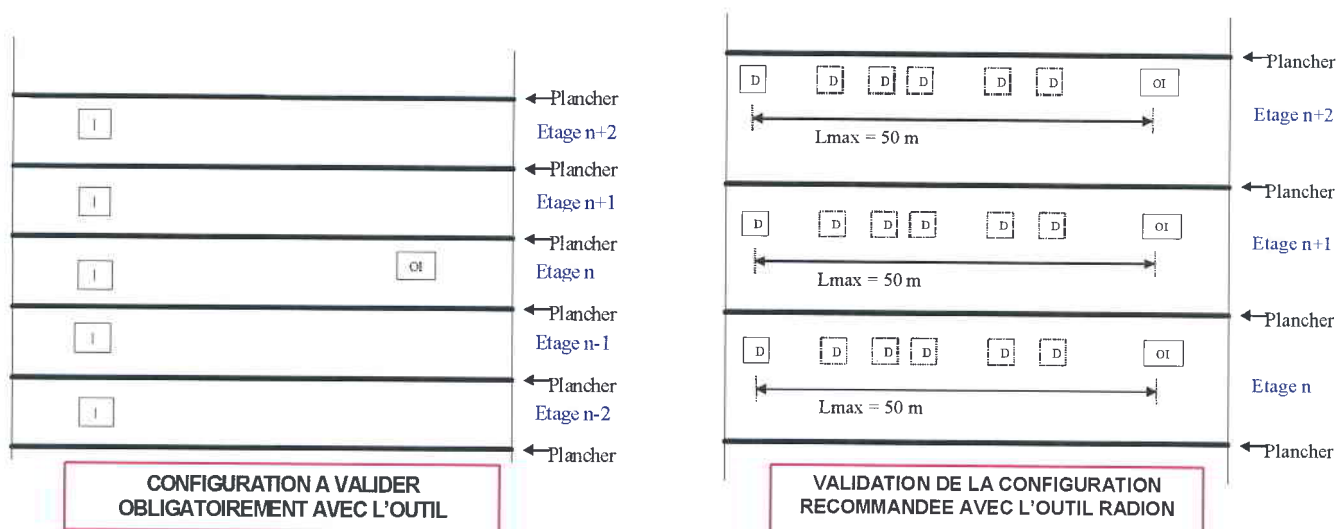 Plancher
I
Etage n+2
Plancher
I
Etage n+1
Plancher
I
OI
Etage n
Plancher
I
Etage n-1
Plancher
I
Etage n-2
Plancher
CONFIGURATION A VALIDER
OBLIGATOIREMENT AVEC L'OUTIL
Plancher
D D D D D D OI
Etage n+2
Lmax = 50 m
Plancher
D D D D D D OI
Etage n+1
Lmax = 50 m
Plancher
D D D D D D OI
Etage n
Lmax = 50 m
Plancher
VALIDATION DE LA CONFIGURATION
RECOMMANDEE AVEC L'OUTIL RADION